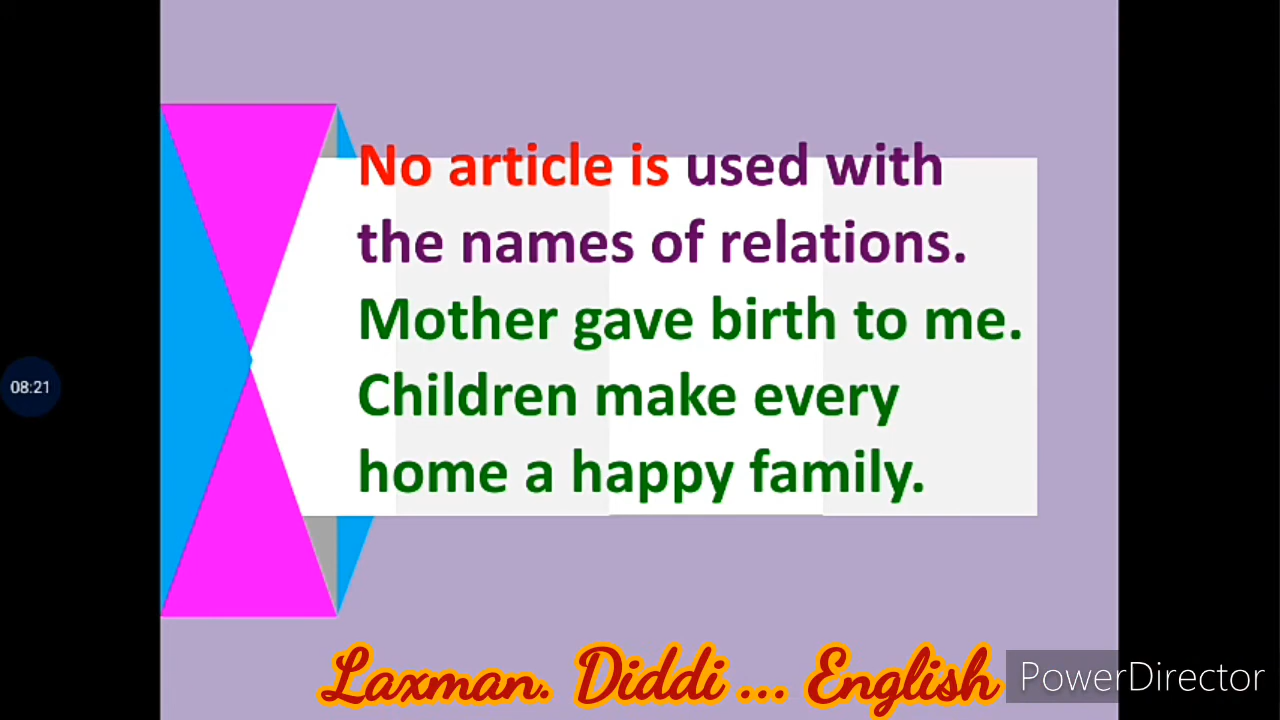 No article is used with
the names of relations.
Mother gave birth to me.
08:21
Children make every
home a happy family.
Laxman. Diddi ... English
PowerDirector